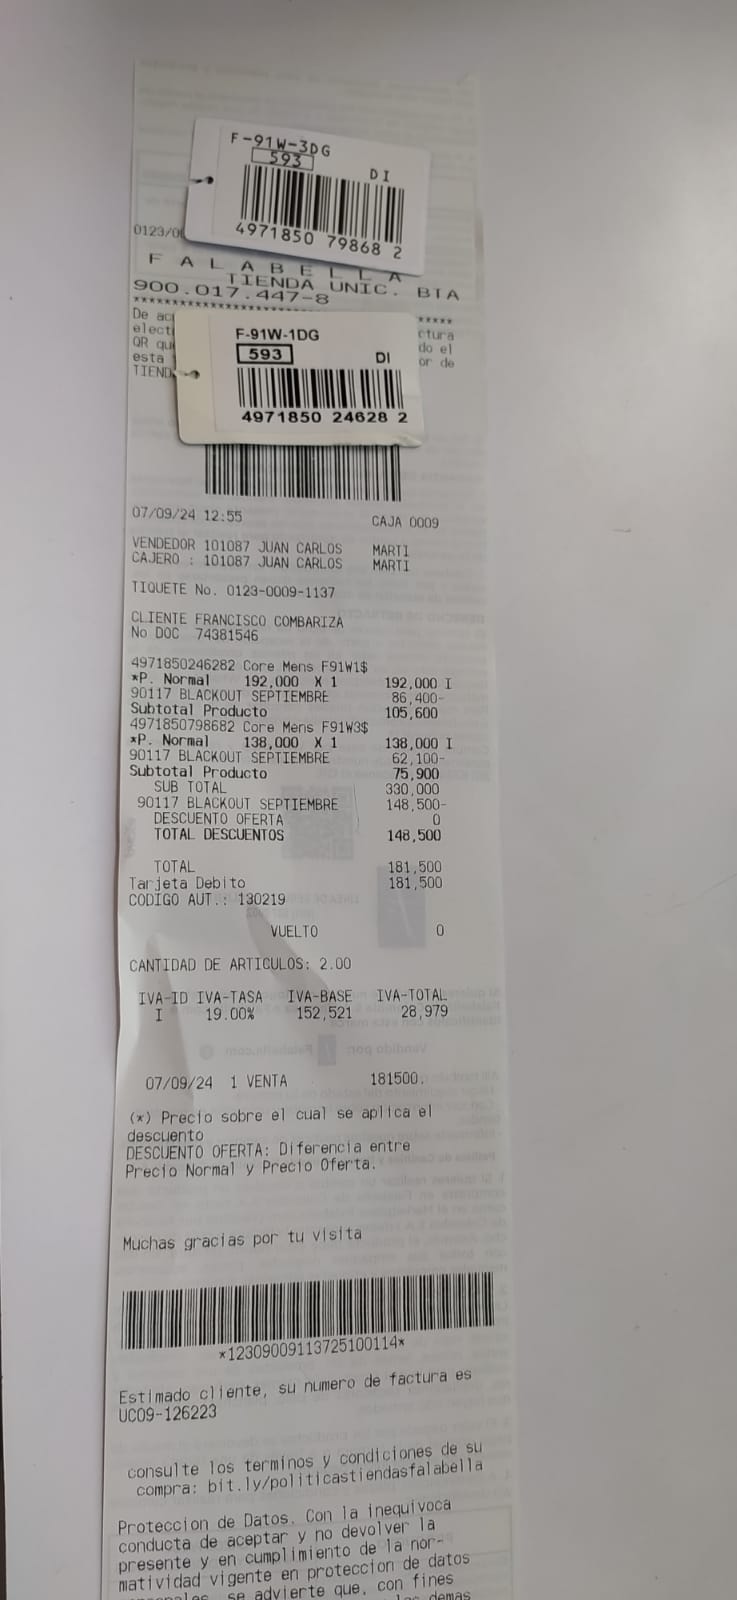 F-91W-3DG
593
DI
4971850 79868 2
F A L A B E L L A
TIENDA UNIC. BTA
900.017.447-8
De
elect
ctura
QR
do el
esta
or de
TIEND
F-91W-1DG
593
DI
4971850 24628 2
07/09/24 12:55 CAJA 0009
VENDEDOR 101087 JUAN CARLOS MARTI
CAJERO : 101087 JUAN CARLOS MARTI
TIQUETE No. 0123-0009-1137
CLIENTE FRANCISCO COMBARIZA
No DOC 74381546
4971850246282 Core Mens F91W1$
*P. Normal 192,000 X 1 192,000 I
90117 BLACKOUT SEPTIEMBRE 86,400-
Subtotal Producto 105,600
4971850798682 Core Mens F91W3$
*P. Normal 138,000 X 1 138,000 I
90117 BLACKOUT SEPTIEMBRE 62,100-
Subtotal Producto 75,900
SUB TOTAL 330,000
90117 BLACKOUT SEPTIEMBRE 148,500-
DESCUENTO OFERTA 0
TOTAL DESCUENTOS 148,500
TOTAL 181,500
Tarjeta Debito 181,500
CODIGO AUT.: 130219
VUELTO 0
CANTIDAD DE ARTICULOS: 2.00
IVA-ID IVA-TASA IVA-BASE IVA-TOTAL
I 19.00% 152,521 28,979
07/09/24 1 VENTA 181500.
(*) Precio sobre el cual se aplica el
descuento
DESCUENTO OFERTA: Diferencia entre
Precio Normal y Precio Oferta.
Muchas gracias por tu visita
*12309009113725100114*
Estimado cliente, su numero de factura es
UC09-126223
consulte los terminos y condiciones de su
compra: bit.ly/politicastiendasfalabella
Proteccion de Datos. Con la inequivoca
conducta de aceptar y no devolver la
presente y en cumplimiento de la nor-
matividad vigente en proteccion de datos
se advierte que, con fines
demas